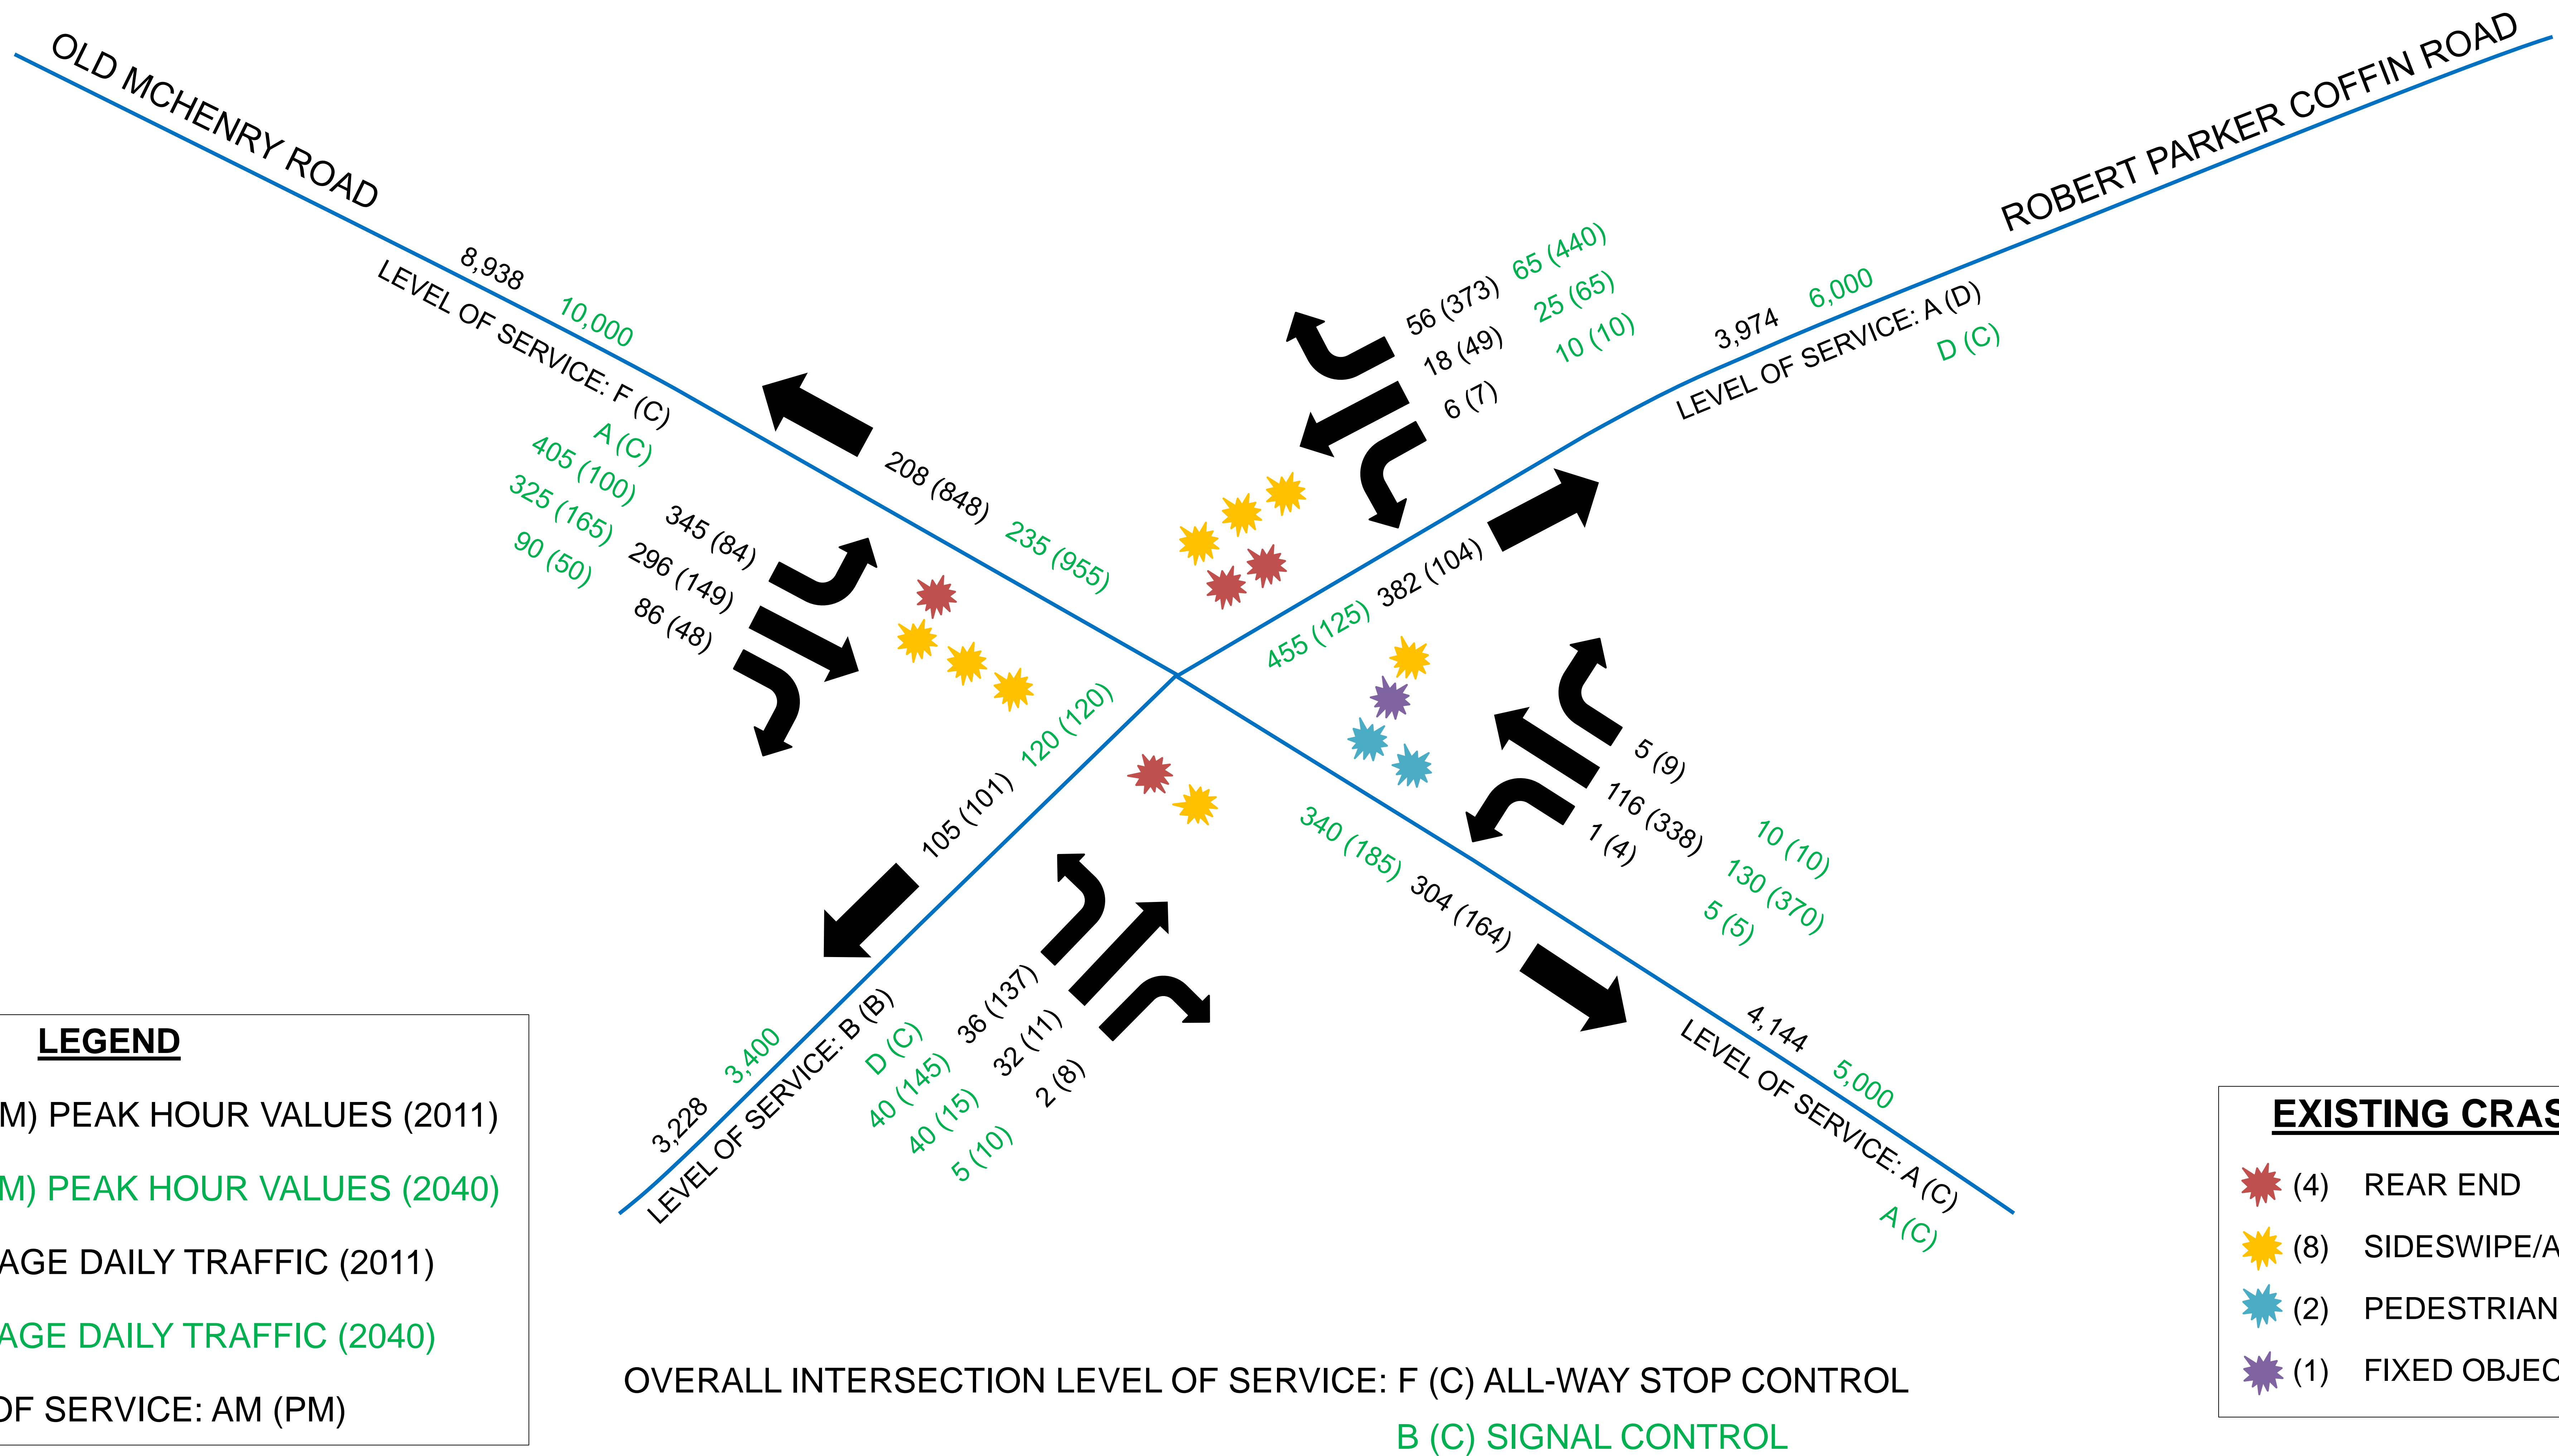 OLD MCHENRY ROAD
ROBERT PARKER COFFIN ROAD
8,938
10,000
LEVEL OF SERVICE: F (C)
A (C)
405 (100)
325 (165)
90 (50)
345 (84)
296 (149)
86 (48)
208 (848)
235 (955)
56 (373)
18 (49)
6 (7)
65 (440)
25 (65)
10 (10)
3,974
6,000
LEVEL OF SERVICE: A (D)
D (C)
455 (125)
382 (104)
120 (120)
105 (101)
5 (9)
116 (338)
1 (4)
10 (10)
130 (370)
5 (5)
340 (185)
304 (164)
4,144
5,000
LEVEL OF SERVICE: A (C)
A (C)
3,228
3,400
LEVEL OF SERVICE: B (B)
D (C)
40 (145)
40 (15)
5 (10)
36 (137)
32 (11)
2 (8)
LEGEND
M) PEAK HOUR VALUES (2011)
M) PEAK HOUR VALUES (2040)
AGE DAILY TRAFFIC (2011)
AGE DAILY TRAFFIC (2040)
OF SERVICE: AM (PM)
EXISTING CRAS
(4) REAR END
(8) SIDESWIPE/A
(2) PEDESTRIAN
(1) FIXED OBJEC
OVERALL INTERSECTION LEVEL OF SERVICE: F (C) ALL-WAY STOP CONTROL
B (C) SIGNAL CONTROL